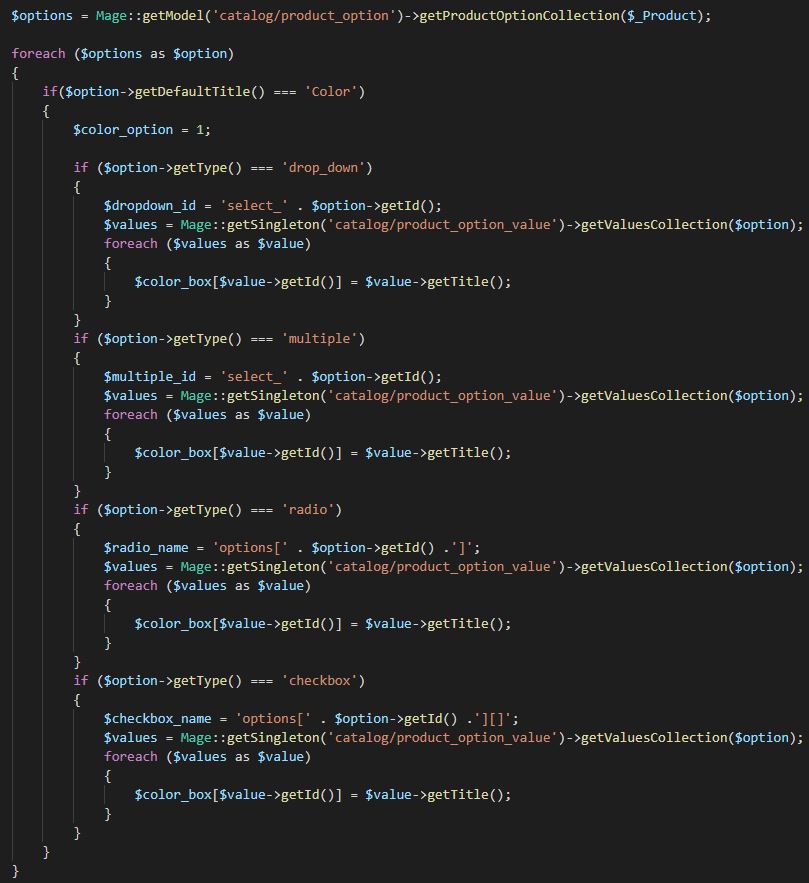 $options = Mage::getModel('catalog/product_option')->getProductOptionCollection($_Product);

foreach ($options as $option)
{
    if($option->getDefaultTitle() === 'Color')
    {
        $color_option = 1;

        if ($option->getType() === 'drop_down')
        {
            $dropdown_id = 'select_' . $option->getId();
            $values = Mage::getSingleton('catalog/product_option_value')->getValuesCollection($option);
            foreach ($values as $value)
            {
                $color_box[$value->getId()] = $value->getTitle();
            }
        }
        if ($option->getType() === 'multiple')
        {
            $multiple_id = 'select_' . $option->getId();
            $values = Mage::getSingleton('catalog/product_option_value')->getValuesCollection($option);
            foreach ($values as $value)
            {
                $color_box[$value->getId()] = $value->getTitle();
            }
        }
        if ($option->getType() === 'radio')
        {
            $radio_name = 'options[' . $option->getId() .']';
            $values = Mage::getSingleton('catalog/product_option_value')->getValuesCollection($option);
            foreach ($values as $value)
            {
                $color_box[$value->getId()] = $value->getTitle();
            }
        }
        if ($option->getType() === 'checkbox')
        {
            $checkbox_name = 'options[' . $option->getId() .'][]';
            $values = Mage::getSingleton('catalog/product_option_value')->getValuesCollection($option);
            foreach ($values as $value)
            {
                $color_box[$value->getId()] = $value->getTitle();
            }
        }
    }
}